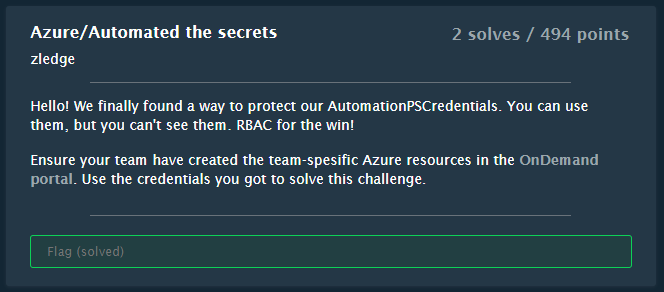 Azure/Automated the secrets
2 solves / 494 points
zledge
Hello! We finally found a way to protect our AutomationPSCredentials. You can use
them, but you can't see them. RBAC for the win!
Ensure your team have created the team-spesific Azure resources in the OnDemand
portal. Use the credentials you got to solve this challenge.
Flag (solved)